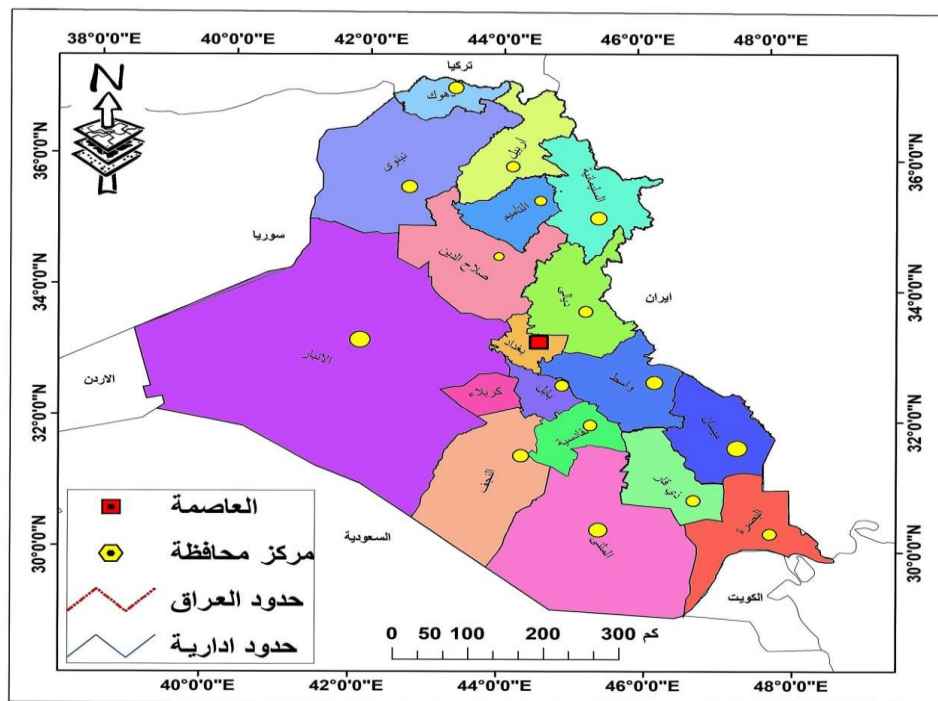 38°0'0"E 40°0'0"E 42°0'0"E 44°0'0"E 46°0'0"E 48°0'0"E
تركيا
N
دهوك
اربيل
نينوى
السليمانية
التاميم
36°0'0"N
36°0'0"N
سوريا
صلاح الدين
ايران
ديالى
34°0'0"N
34°0'0"N
بغداد
الانبار
الاردن
واسط
بابل
كربلاء
ميسان
32°0'0"N
32°0'0"N
القادسية
النجف
ذي قار
البصرة
المثنى
السعودية
30°0'0"N
30°0'0"N
الكويت
العاصمة
مركز محافظة
حدود العراق
حدود ادارية
0 50 100 200 300 كم
40°0'0"E 42°0'0"E 44°0'0"E 46°0'0"E 48°0'0"E